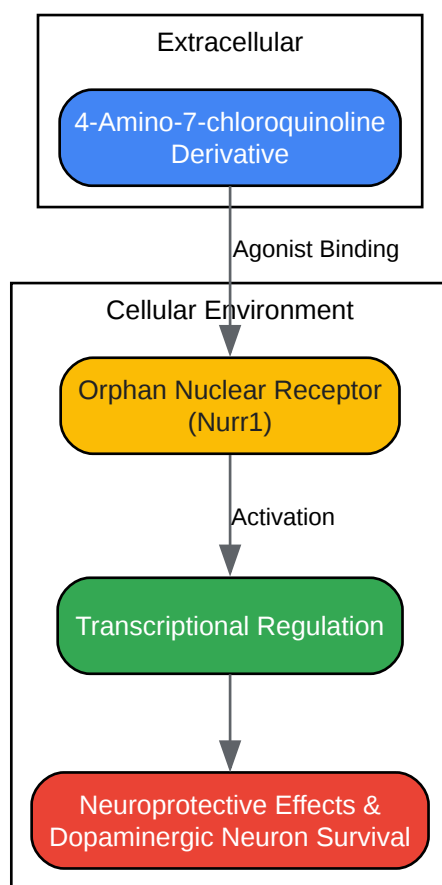 Extracellular
4-Amino-7-chloroquinoline
Derivative
Agonist Binding
Cellular Environment
Orphan Nuclear Receptor
(Nurr1)
Activation
Transcriptional Regulation
Neuroprotective Effects &
Dopaminergic Neuron Survival